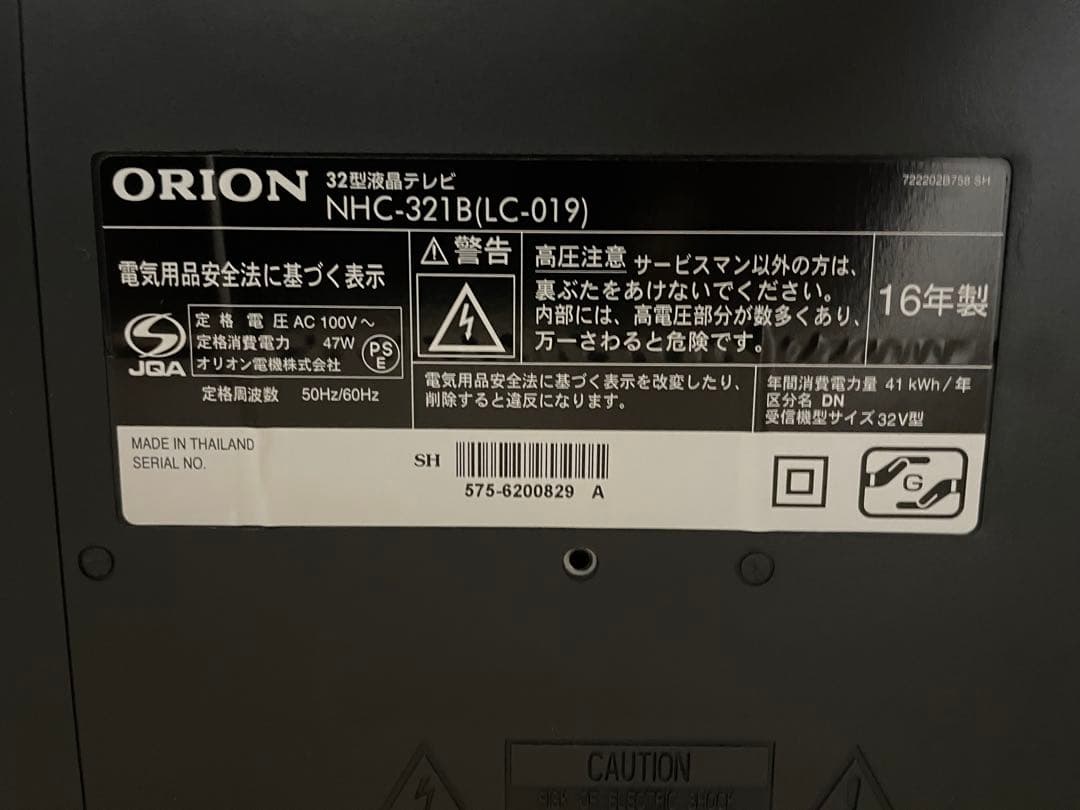 ORION 32型液晶テレビ
NHC-321B(LC-019)
722202B758 SH
電気用品安全法に基づく表示
JQA
定格電圧 AC 100V～
定格消費電力 47W
オリオン電機株式会社
PS
E
定格周波数 50Hz/60Hz
警告
高圧注意 サービスマン以外の方は、
裏ぶたをあけないでください。
内部には、高電圧部分が数多くあり、
万一さわると危険です。
16年製
電気用品安全法に基づく表示を改変したり、
削除すると違反になります。
年間消費電力量 41 kWh/年
区分名 DN
受信機型サイズ 32V型
MADE IN THAILAND
SERIAL NO.
SH
575-6200829 A
G
CAUTION
RISK OF ELECTRIC SHOCK